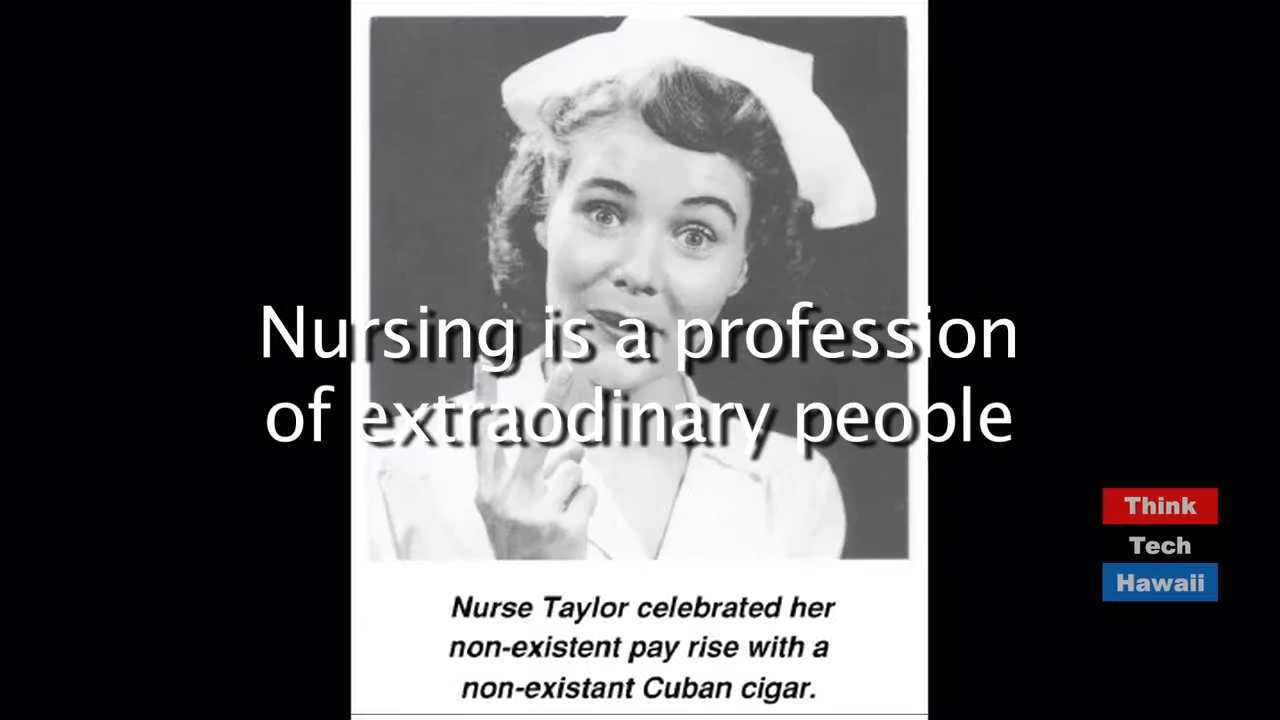 Nursing is a profession
of extraodinary people
Think
Tech
Hawaii
Nurse Taylor celebrated her
non-existent pay rise with a
non-existant Cuban cigar.